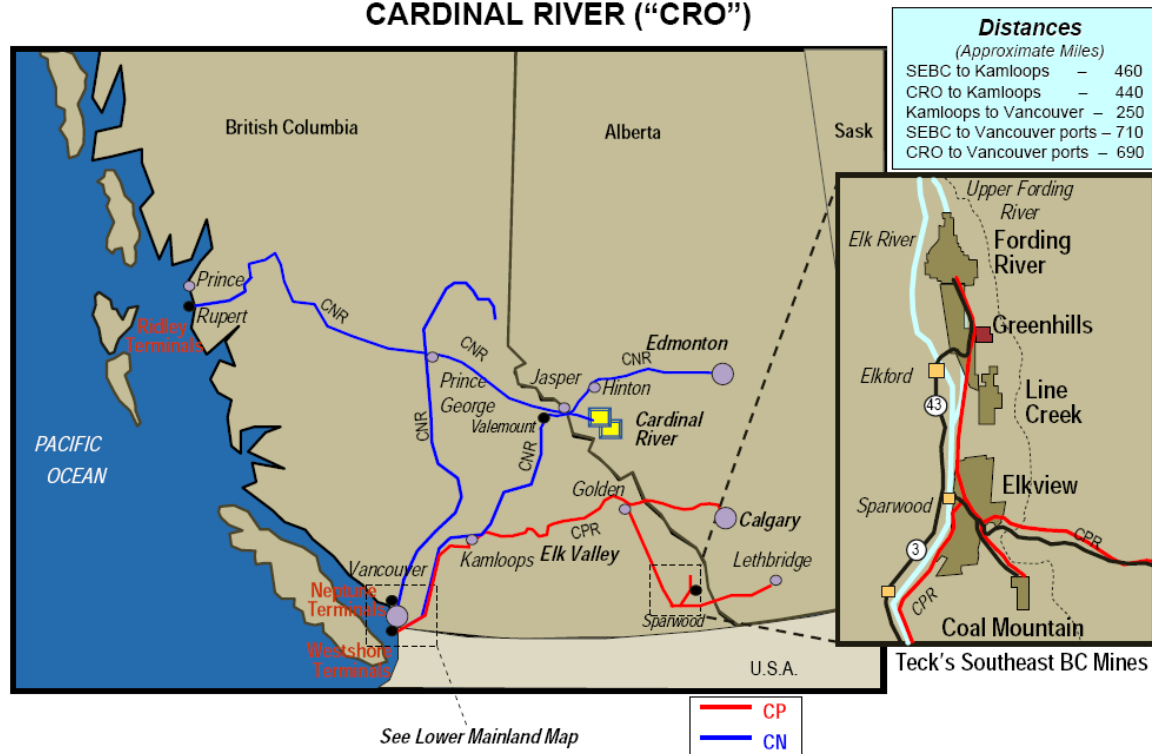 CARDINAL RIVER (“CRO”)
Distances
(Approximate Miles)
SEBC to Kamloops – 460
CRO to Kamloops – 440
Kamloops to Vancouver – 250
SEBC to Vancouver ports – 710
CRO to Vancouver ports – 690
British Columbia
Alberta
Sask
Prince
Rupert
Ridley
Terminals
CNR
CNR
Prince
George
CNR
Jasper
Hinton
CNR
Edmonton
Valemount
Cardinal
River
CNR
PACIFIC
OCEAN
Golden
Calgary
CPR
Kamloops
Elk Valley
Lethbridge
Vancouver
Neptune
Terminals
Sparwood
Westshore
Terminals
U.S.A.
See Lower Mainland Map
CP
CN
Upper Fording
River
Elk River
Fording
River
Greenhills
Elkford
Line
Creek
43
Elkview
Sparwood
3
CPR
CPR
Coal Mountain
Teck's Southeast BC Mines